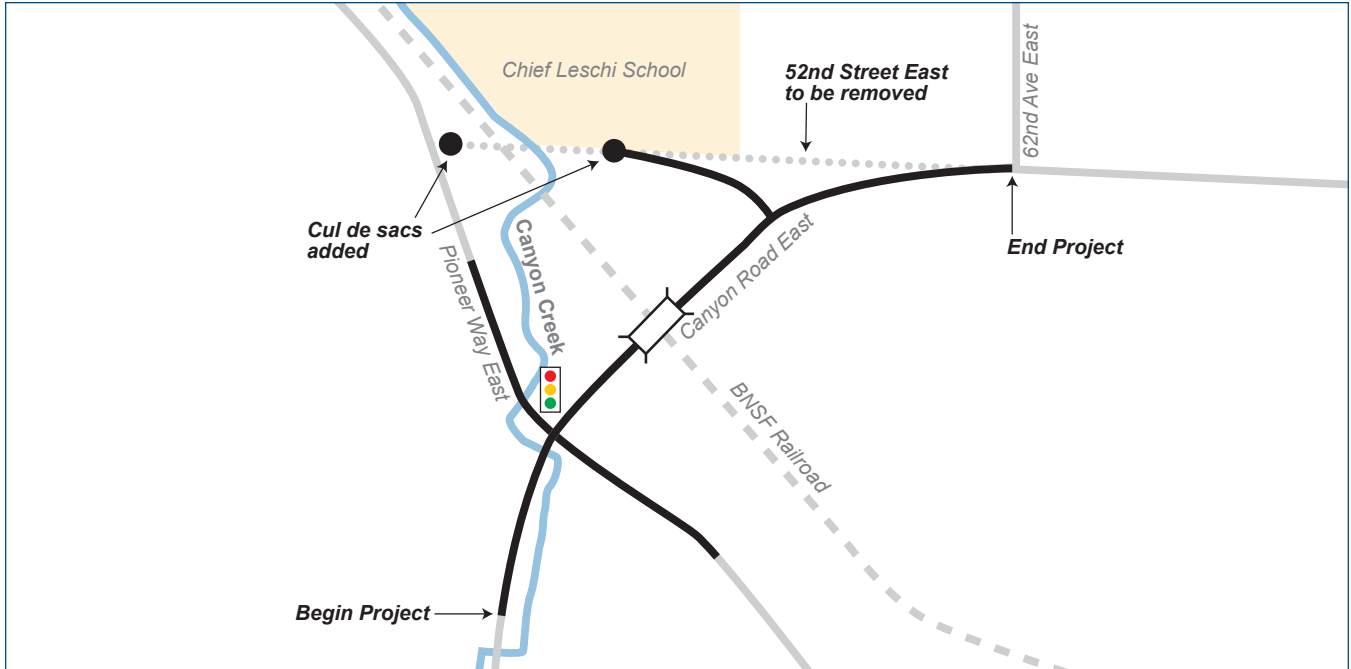 Chief Leschi School
52nd Street East
to be removed
62nd Ave East
Cul de sacs
added
Canyon Creek
Pioneer Way East
Canyon Road East
End Project
BNSF Railroad
Begin Project